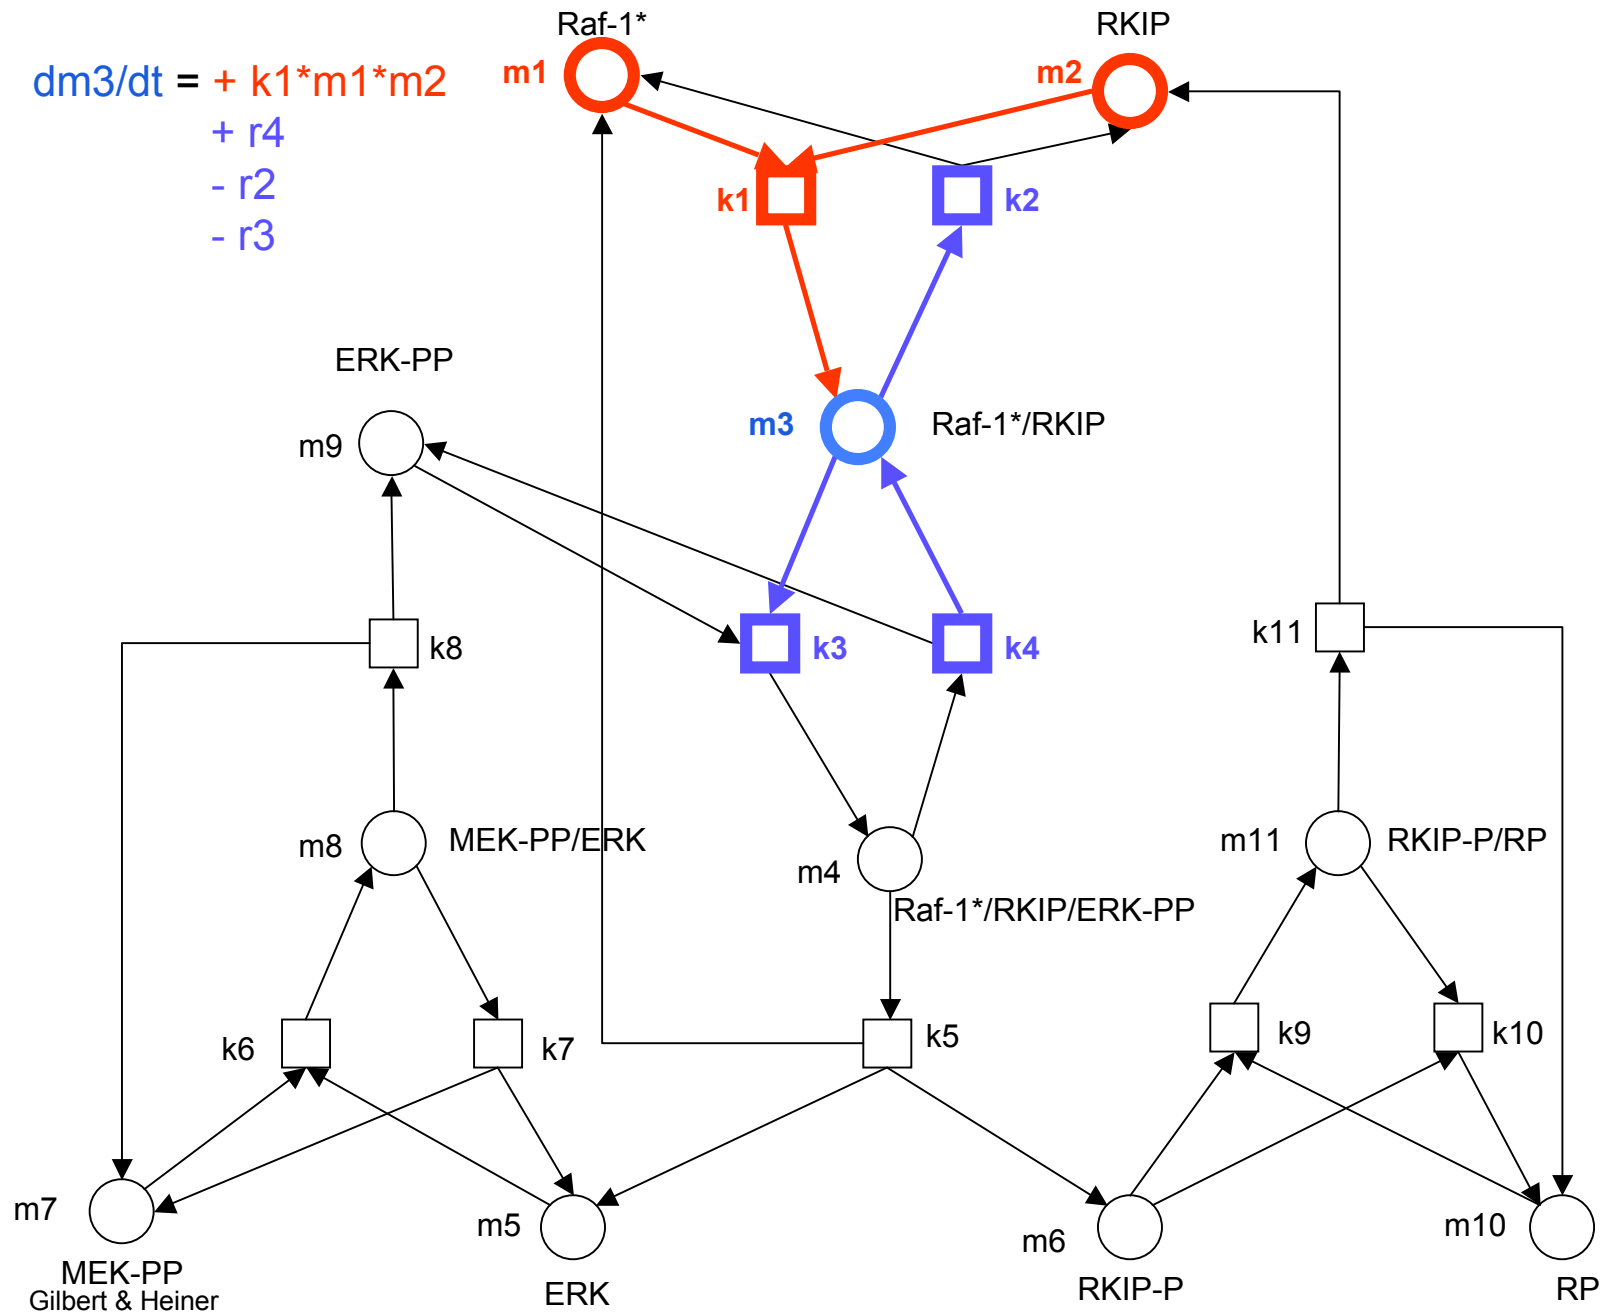 Raf-1*
RKIP
m1
m2
dm3/dt = + k1*m1*m2
+ r4
- r2
- r3
k1
k2
ERK-PP
m3
Raf-1*/RKIP
m9
k8
k3
k4
k11
m8
MEK-PP/ERK
m4
m11
RKIP-P/RP
Raf-1*/RKIP/ERK-PP
k6
k7
k5
k9
k10
m7
m5
m6
m10
MEK-PP
ERK
RKIP-P
RP
Gilbert & Heiner